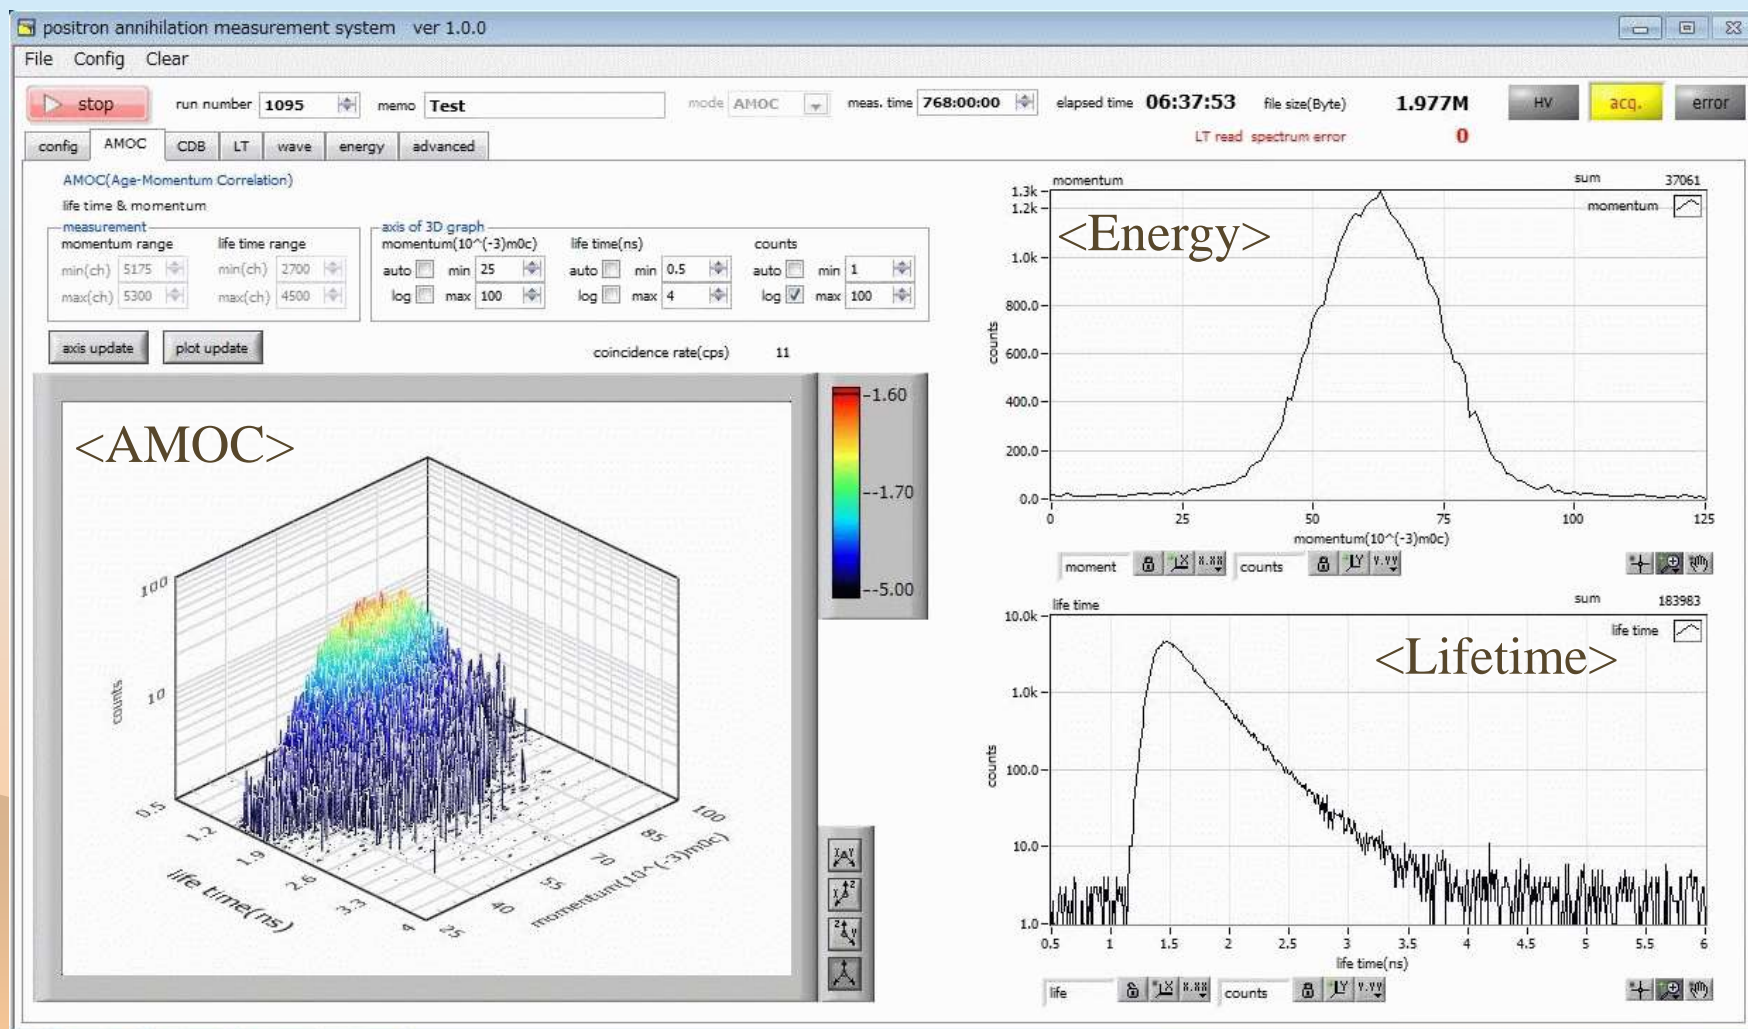 positron annihilation measurement system ver 1.0.0
File Config Clear
stop run number 1095 memo Test mode AMOC meas. time 768:00:00 elapsed time 06:37:53 file size(Byte) 1.977M HV acq. error
LT read spectrum error 0
config AMOC CDB LT wave energy advanced
AMOC(Age-Momentum Correlation)
life time & momentum
measurement
momentum range life time range
min(ch) 5175 min(ch) 2700
max(ch) 5300 max(ch) 4500
axis of 3D graph
momentum(10^(-3)m0c) life time(ns) counts
auto min 25 auto min 0.5 auto min 1
log max 100 log max 4 log max 100
axis update plot update coincidence rate(cps) 11
<AMOC>
-1.60
--1.70
--5.00
100
10
counts
0.5 1.2 1.9 2.6 3.3 4
life time(ns)
25 40 55 70 85 100
momentum(10^(-3)m0c)
momentum sum 37061
momentum
<Energy>
1.3k
1.2k
1.0k
800.0
600.0
400.0
200.0
0.0
counts
0 25 50 75 100 125
momentum(10^(-3)m0c)
moment X.XX counts Y.YY
life time sum 183983
life time
<Lifetime>
10.0k
1.0k
100.0
10.0
1.0
counts
0.5 1 1.5 2 2.5 3 3.5 4 4.5 5 5.5 6
life time(ns)
life X.XX counts Y.YY